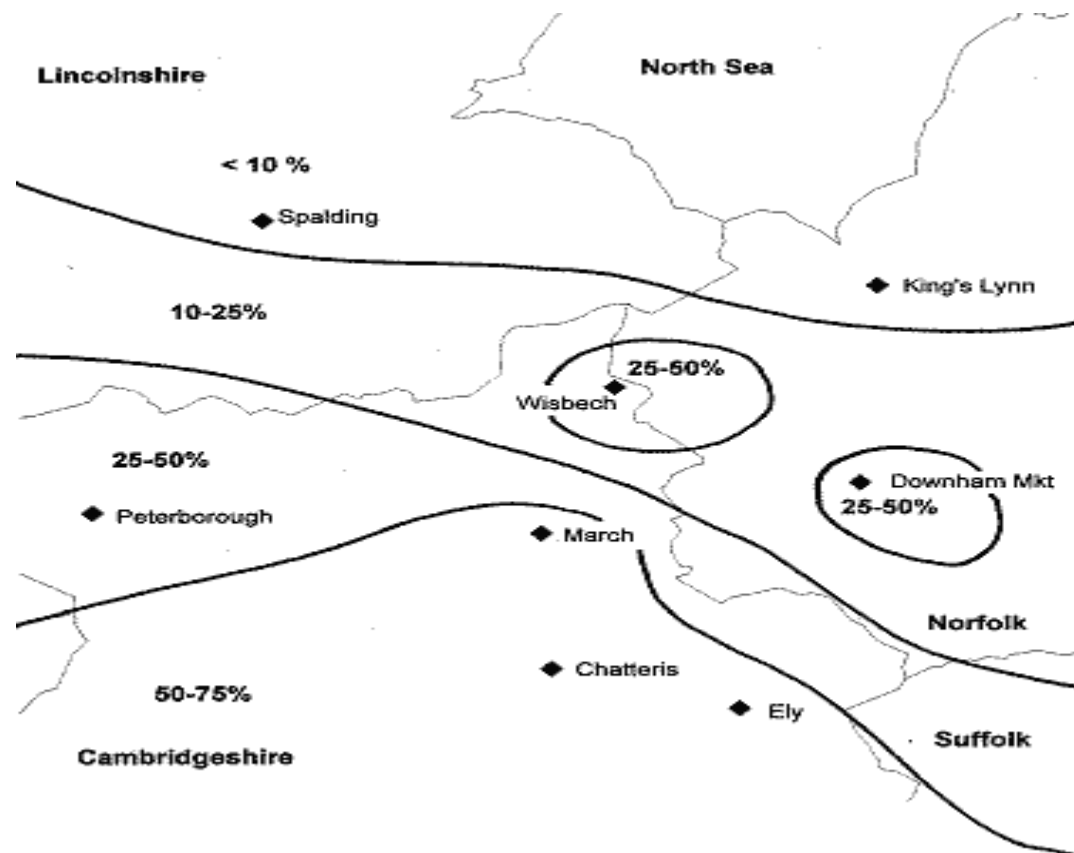 Lincolnshire
North Sea
< 10 %
Spalding
King's Lynn
10-25%
25-50%
Wisbech
25-50%
Downham Mkt
25-50%
Peterborough
March
Norfolk
Chatteris
50-75%
Ely
Suffolk
Cambridgeshire